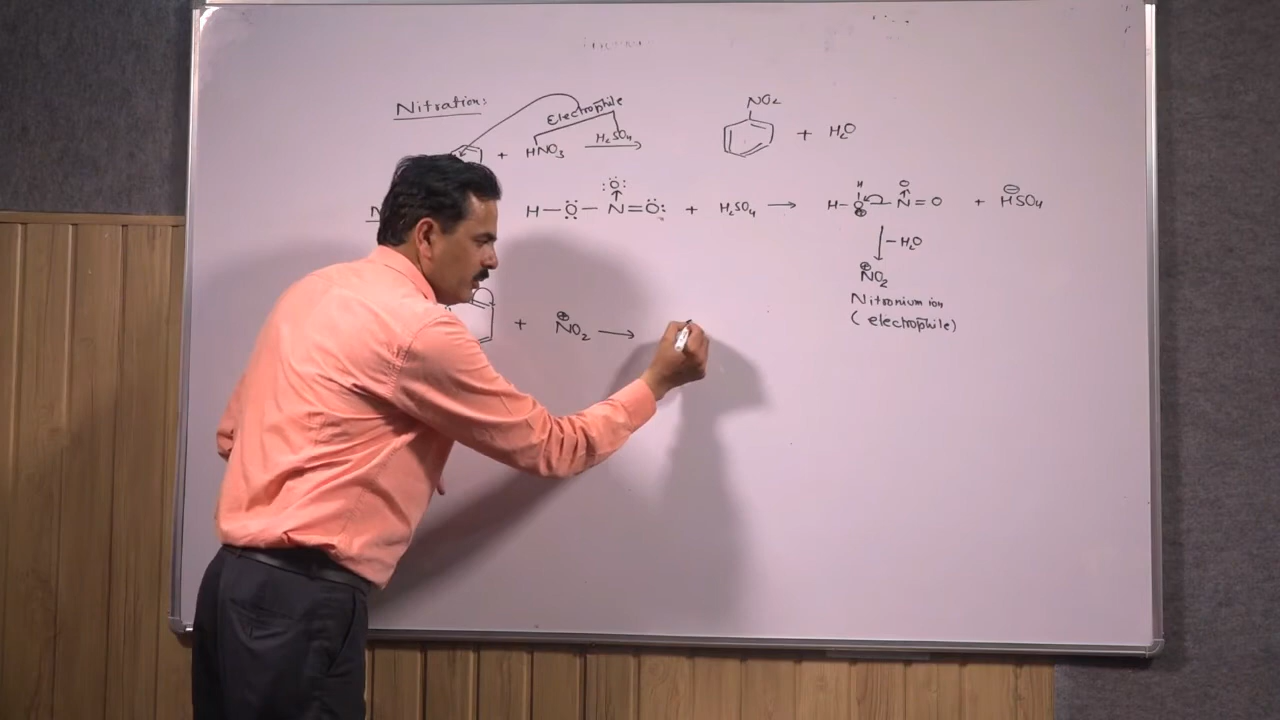 Nitration:
Electrophile
+ HNO3 H2SO4 → NO2 + H2O
H – O – N = O: + H2SO4 → H – O – N = O + HSO4
:O: H O
⊕ ⊖
– H2O
⊕NO2
Nitronium ion
(electrophile)
+ ⊕NO2 →